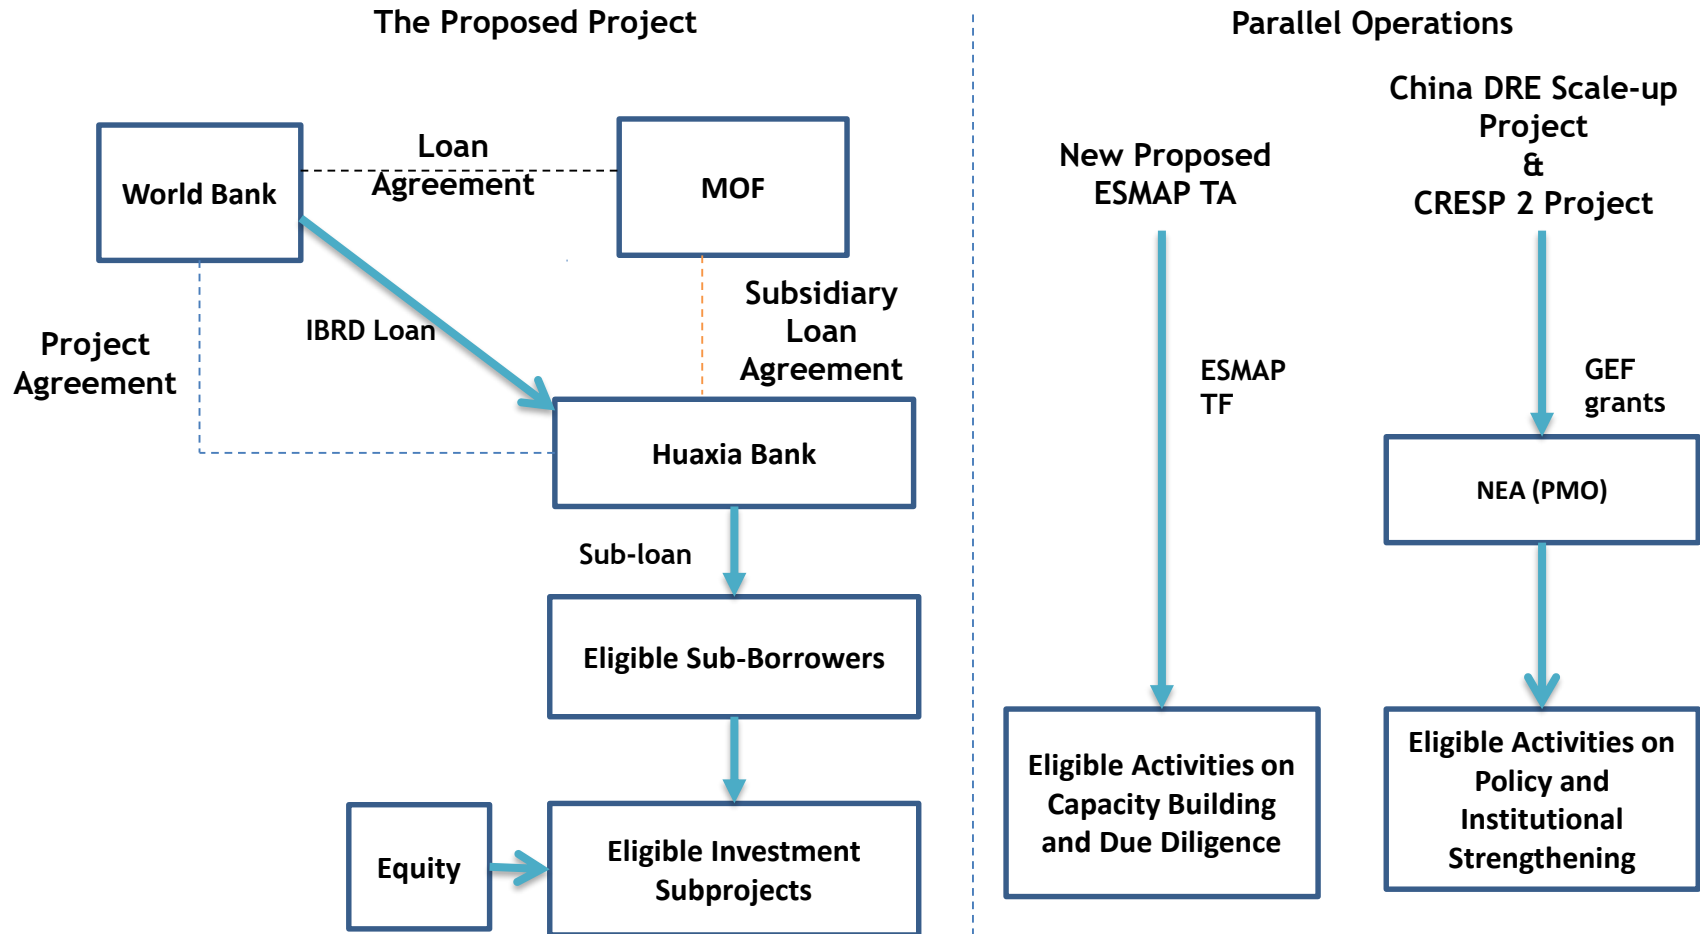 The Proposed Project
Parallel Operations
World Bank
Loan
Agreement
MOF
IBRD Loan
Project
Agreement
Subsidiary
Loan
Agreement
Huaxia Bank
Sub-loan
Eligible Sub-Borrowers
Equity
Eligible Investment
Subprojects
New Proposed
ESMAP TA
ESMAP
TF
Eligible Activities on
Capacity Building
and Due Diligence
China DRE Scale-up
Project
&
CRESP 2 Project
GEF
grants
NEA (PMO)
Eligible Activities on
Policy and
Institutional
Strengthening